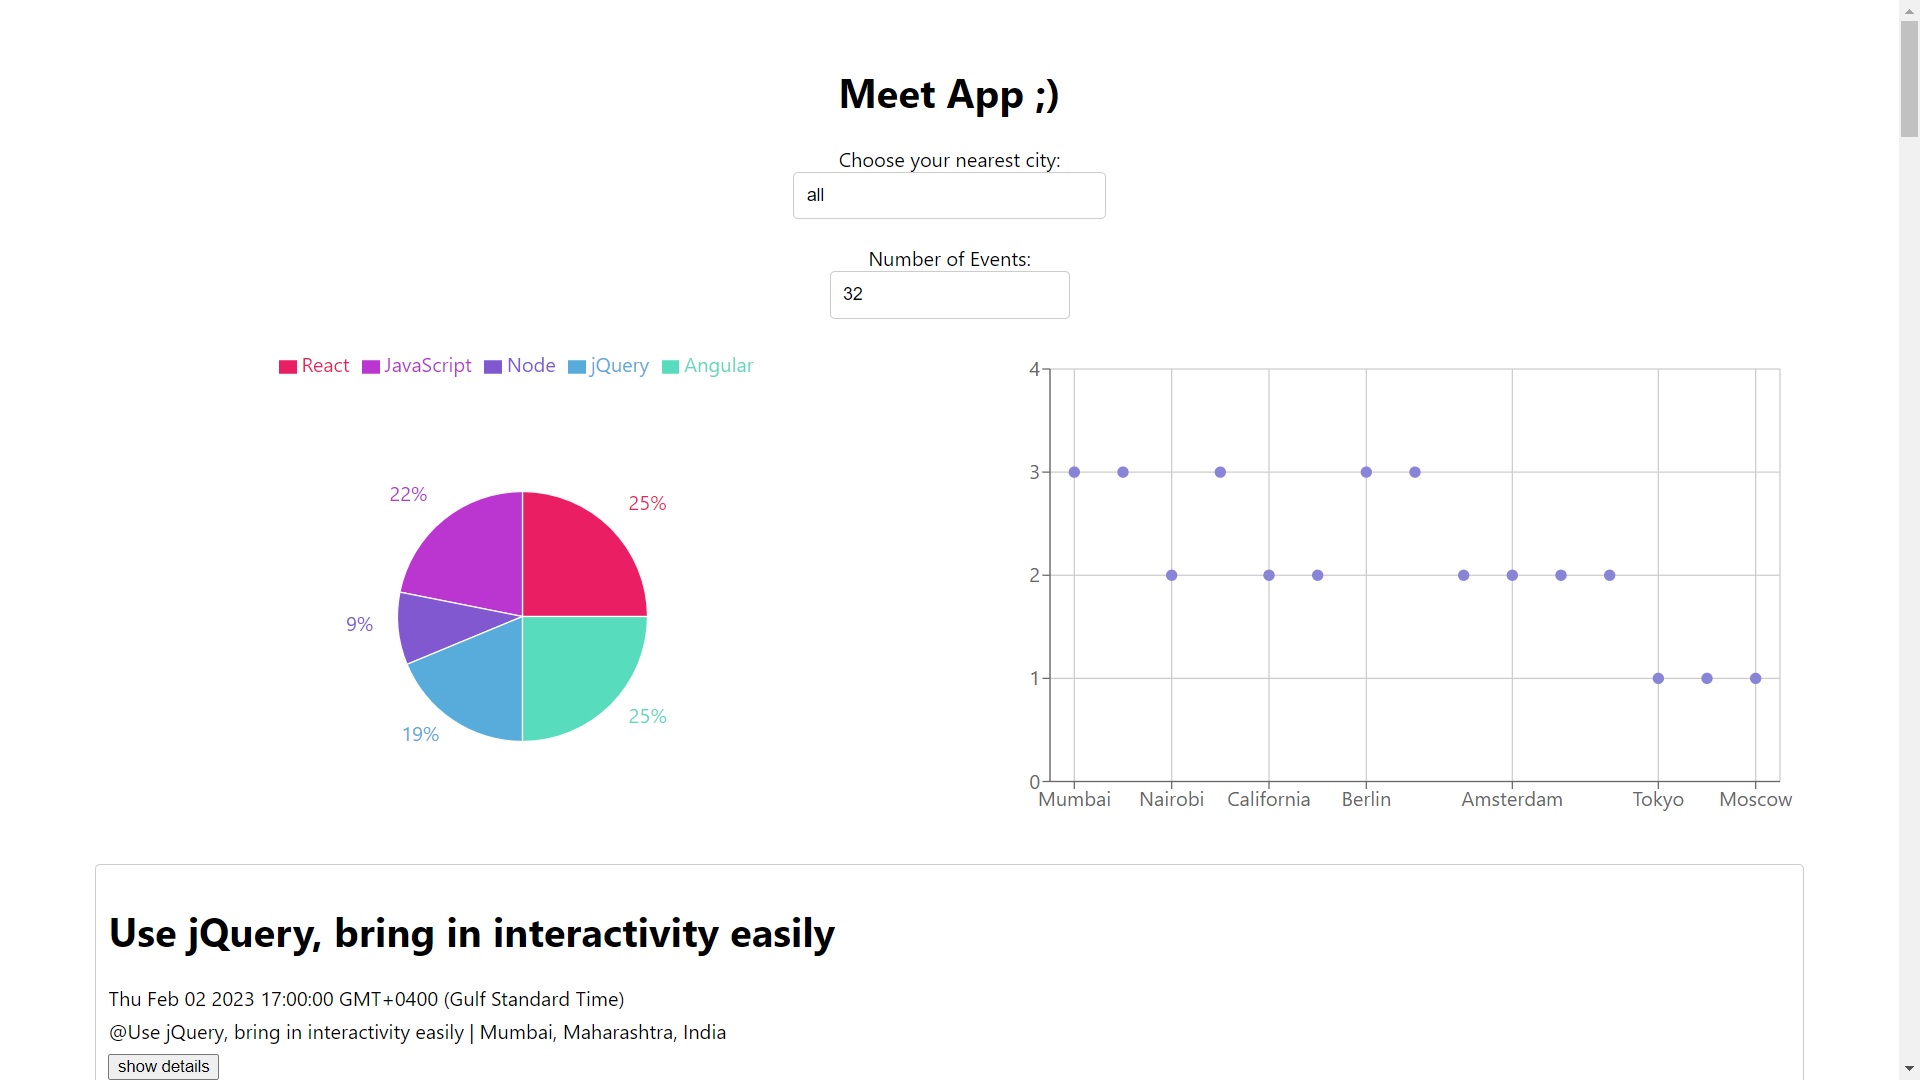 Meet App ;)
Choose your nearest city:
all
Number of Events:
32
React JavaScript Node jQuery Angular
22%
25%
9%
25%
19%
4
3
2
1
0
Mumbai Nairobi California Berlin Amsterdam Tokyo Moscow
Use jQuery, bring in interactivity easily
Thu Feb 02 2023 17:00:00 GMT+0400 (Gulf Standard Time)
@Use jQuery, bring in interactivity easily | Mumbai, Maharashtra, India
show details